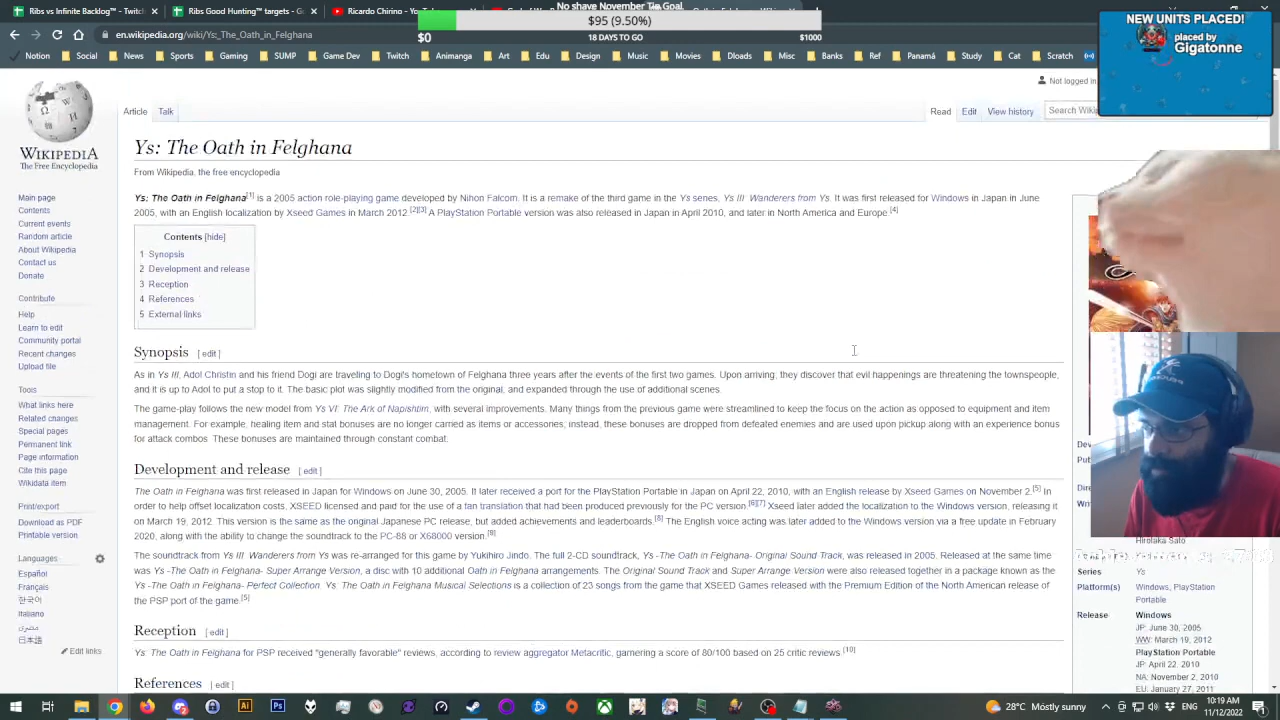 No Shave November: The Goal
Ribs v's Smelling™ targets - G
Ribs Good Smelling™ targets -
Ricardo Chirino -
$95 (9.50%)
$0
18 DAYS TO GO
$1000
NEW UNITS PLACED!
placed by
Gigatonne
en.wikipedia.org/wiki/Ys:_The_Oath_in_Felghana
Notion
Social
News
Sports
Gaming
SUMP
Game Dev
Twitch
Animanga
Art
Edu
Design
Music
Movies
Dloads
Misc
Ref
Panamá
Study
Cat
Scratch
Not logged in
Article
Talk
Read
Edit
View history
Search Wiki
WIKIPEDIA
The Free Encyclopedia
Main page
Contents
Current events
Random article
About Wikipedia
Contact us
Donate
Contribute
Help
Learn to edit
Community portal
Recent changes
Upload file
Tools
What links here
Related changes
Special pages
Permanent link
Page information
Cite this page
Wikidata item
Print/export
Download as PDF
Printable version
Languages
Español
Français
한국어
Italiano
مصرى
日本語
Edit links
Ys: The Oath in Felghana
From Wikipedia, the free encyclopedia
Ys: The Oath in Felghana[1] is a 2005 action role-playing game developed by Nihon Falcom. It is a remake of the third game in the Ys series, Ys III Wanderers from Ys. It was first released for Windows in Japan in June
2005, with an English localization by Xseed Games in March 2012.[2][3] A PlayStation Portable version was also released in Japan in April 2010, and later in North America and Europe.[4]
Contents [hide]
1 Synopsis
2 Development and release
3 Reception
4 References
5 External links
Synopsis [ edit ]
As in Ys III, Adol Christin and his friend Dogi are traveling to Dogi's hometown of Felghana three years after the events of the first two games. Upon arriving, they discover that evil happenings are threatening the townspeople,
and it is up to Adol to put a stop to it. The basic plot was slightly modified from the original, and expanded through the use of additional scenes.
The game-play follows the new model from Ys VI: The Ark of Napishtim, with several improvements. Many things from the previous game were streamlined to keep the focus on the action as opposed to equipment and item
management. For example, healing item and stat bonuses are no longer carried as items or accessories; instead, these bonuses are dropped from defeated enemies and are used upon pickup along with an experience bonus
for attack combos. These bonuses are maintained through constant combat.
Development and release [ edit ]
The Oath in Felghana was first released in Japan for Windows on June 30, 2005. It later received a port for the PlayStation Portable in Japan on April 22, 2010, with an English release by Xseed Games on November 2.[5] In
order to help offset localization costs, XSEED licensed and paid for the use of a fan translation that had been produced previously for the PC version.[6][7] Xseed later added the localization to the Windows version, releasing it
on March 19, 2012. This version is the same as the original Japanese PC release, but added achievements and leaderboards.[8] The English voice acting was later added to the Windows version via a free update in February
2020, along with the ability to change the soundtrack to the PC-88 or X68000 version.[9]
The soundtrack from Ys III Wanderers from Ys was re-arranged for this game by Yukihiro Jindo. The full 2-CD soundtrack, Ys -The Oath in Felghana- Original Sound Track, was released in 2005. Released at the same time
was Ys -The Oath in Felghana- Super Arrange Version, a disc with 10 additional Oath in Felghana arrangements. The Original Sound Track and Super Arrange Version were also released together in a package known as the
Ys -The Oath in Felghana- Perfect Collection. Ys: The Oath in Felghana Musical Selections is a collection of 23 songs from the game that XSEED Games released with the Premium Edition of the North American release of
the PSP port of the game.[5]
Reception [ edit ]
Ys: The Oath in Felghana for PSP received "generally favorable" reviews, according to review aggregator Metacritic, garnering a score of 80/100 based on 25 critic reviews.[10]
References [ edit ]
Hirotaka Sato
Series
Ys
Platform(s)
Windows, PlayStation
Portable
Release
Windows
JP: June 30, 2005
WW: March 19, 2012
PlayStation Portable
JP: April 22, 2010
NA: November 2, 2010
EU: January 27, 2011
28°C Mostly sunny
10:19 AM
11/12/2022